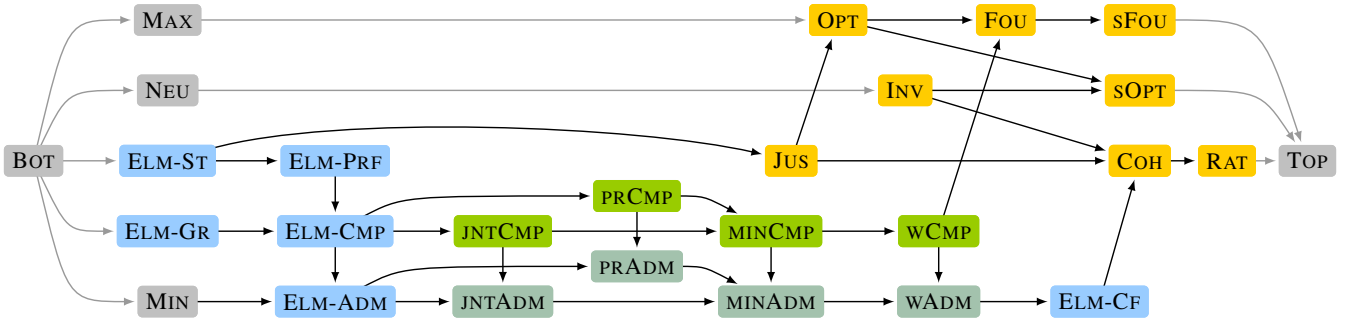 MAX OPT FOU SFOU
NEU INV SOPT
BOT ELM-ST ELM-PRF JUS COH RAT TOP
PRCMP
ELM-GR ELM-CMP JNTCMP MINCMP WCMP
PRADM
MIN ELM-ADM JNTADM MINADM WADM ELM-CF